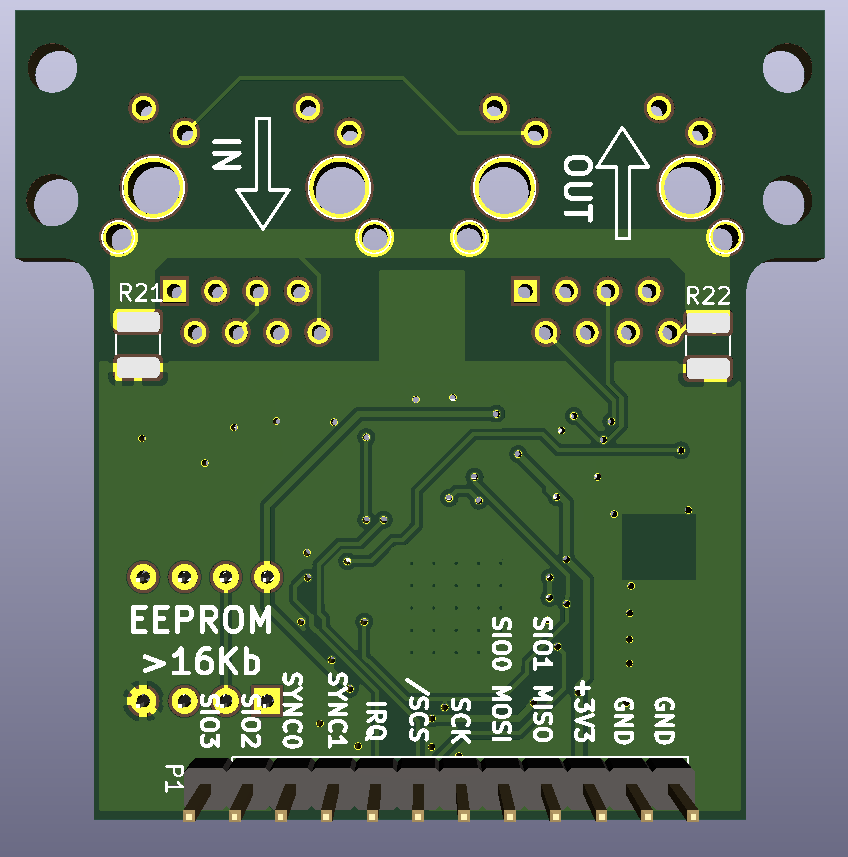 IN
OUT
R21
R22
EEPROM
>16Kb
SIO3
SIO2
SYNC0
SYNC1
IRQ
/SCS
SCK
SIO0 MOSI
SIO1 MISO
+3V3
GND
GND
P1